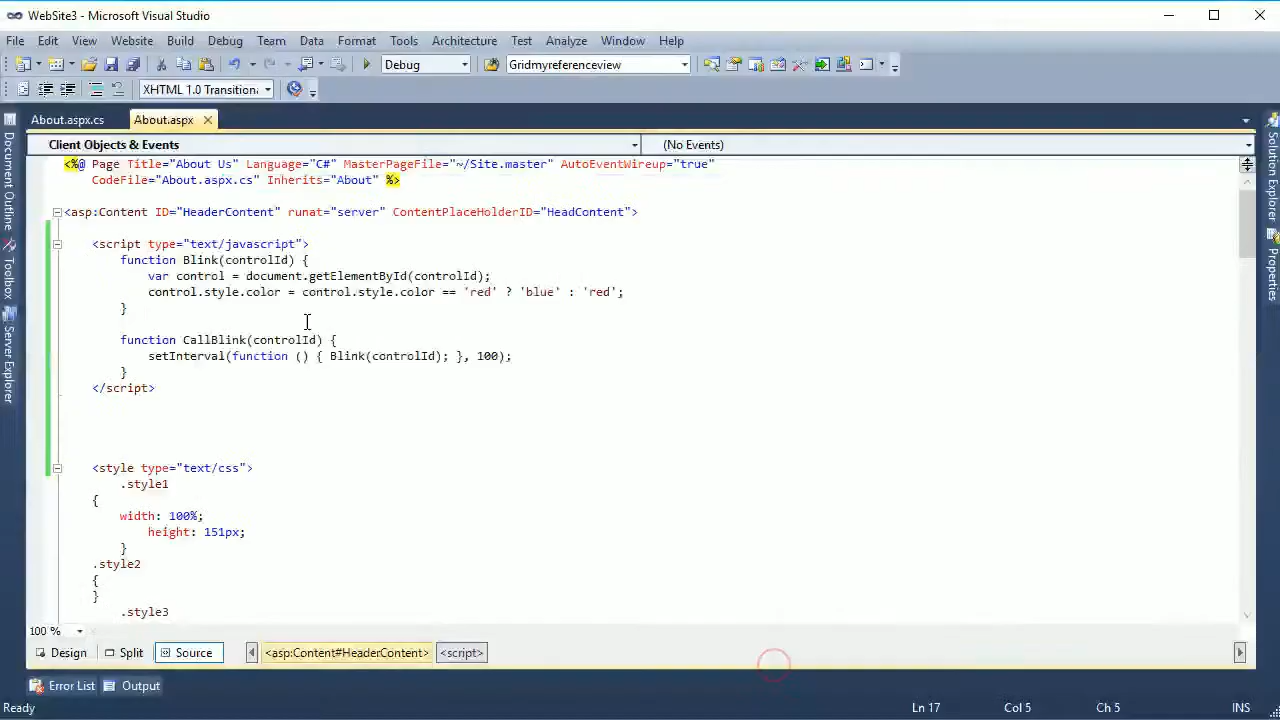 WebSite3 - Microsoft Visual Studio
File Edit View Website Build Debug Team Data Format Tools Architecture Test Analyze Window Help
Debug Gridmyreferenceview
XHTML 1.0 Transition
About.aspx.cs About.aspx
Client Objects & Events (No Events)
<%@ Page Title="About Us" Language="C#" MasterPageFile="~/Site.master" AutoEventWireup="true"
CodeFile="About.aspx.cs" Inherits="About" %>
<asp:Content ID="HeaderContent" runat="server" ContentPlaceHolderID="HeadContent">
<script type="text/javascript">
function Blink(controlId) {
var control = document.getElementById(controlId);
control.style.color = control.style.color == 'red' ? 'blue' : 'red';
}
function CallBlink(controlId) {
setInterval(function () { Blink(controlId); }, 100);
}
</script>
<style type="text/css">
.style1
{
width: 100%;
height: 151px;
}
.style2
{
}
.style3
100 %
Design Split Source <asp:Content#HeaderContent> <script>
Error List Output
Ready Ln 17 Col 5 Ch 5 INS
Document Outline
Toolbox
Server Explorer
Solution Explorer
Properties